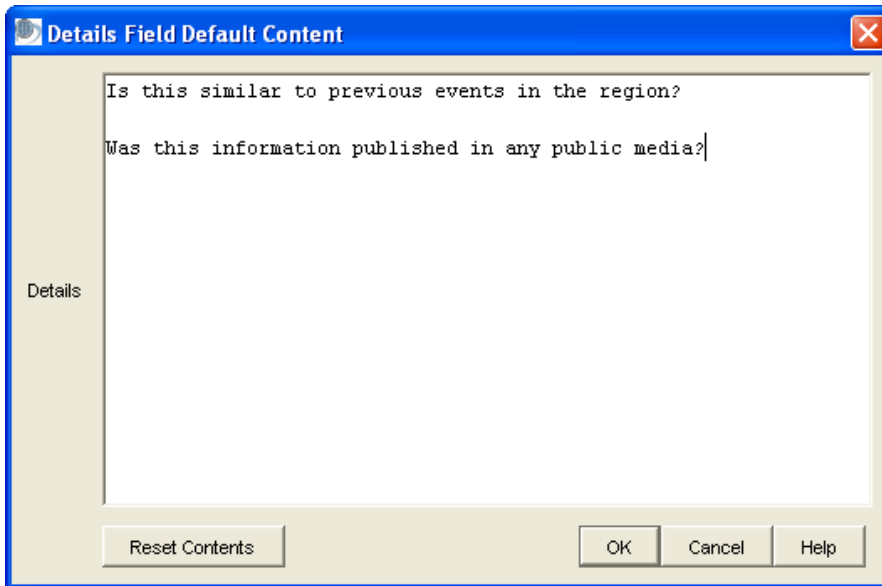 Details Field Default Content
Is this similar to previous events in the region?
Was this information published in any public media?
Details
Reset Contents
OK
Cancel
Help